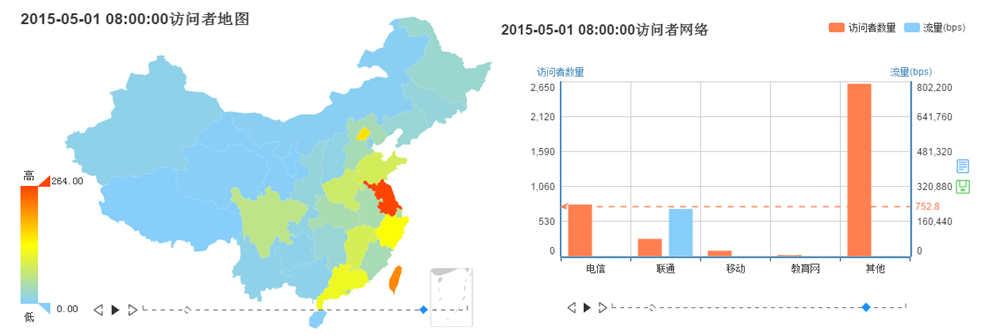 2015-05-01 08:00:00访问者地图
高
264.00
0.00
低
2015-05-01 08:00:00访问者网络
访问者数量
流量(bps)
访问者数量
流量(bps)
2,650
2,120
1,590
1,060
530
0
802,200
641,760
481,320
320,880
752.8
160,440
0
电信
联通
移动
教育网
其他